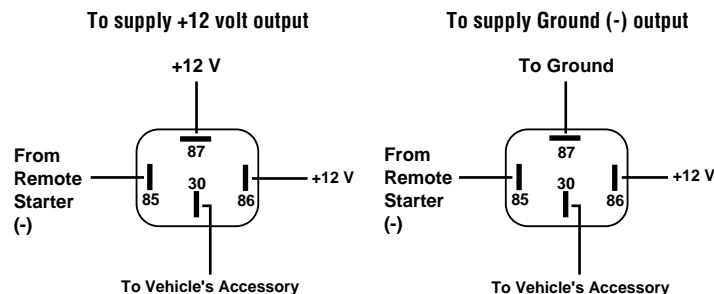 To supply +12 volt output
+12 V
87
From
Remote
Starter
(-)
85
30
86
+12 V
To Vehicle's Accessory
To supply Ground (-) output
To Ground
87
From
Remote
Starter
(-)
85
30
86
+12 V
To Vehicle's Accessory